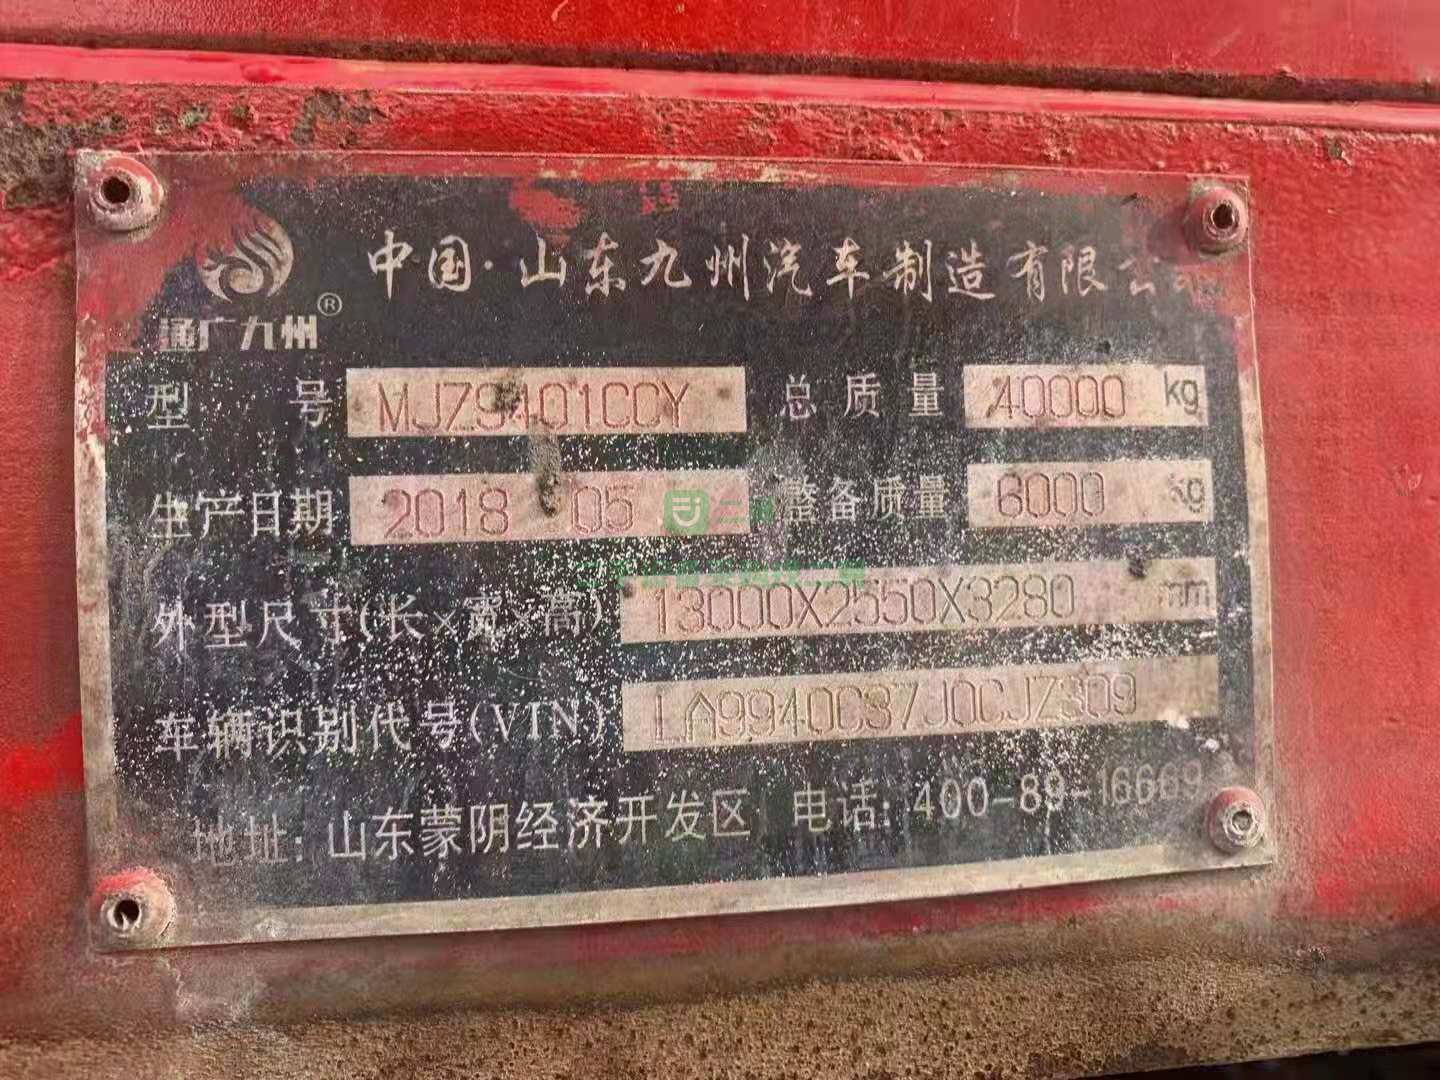 中国·山东九州汽车制造有限公
通广九州®
型号 MJZ9401CCY 总质量 40000 kg
生产日期 2018 05 整备质量 6000 kg
外型尺寸(长×宽×高) 13000X2550X3280 mm
车辆识别代号(VIN) LA9940C37J0CJZ309
地址:山东蒙阴经济开发区 电话:400-89-16669